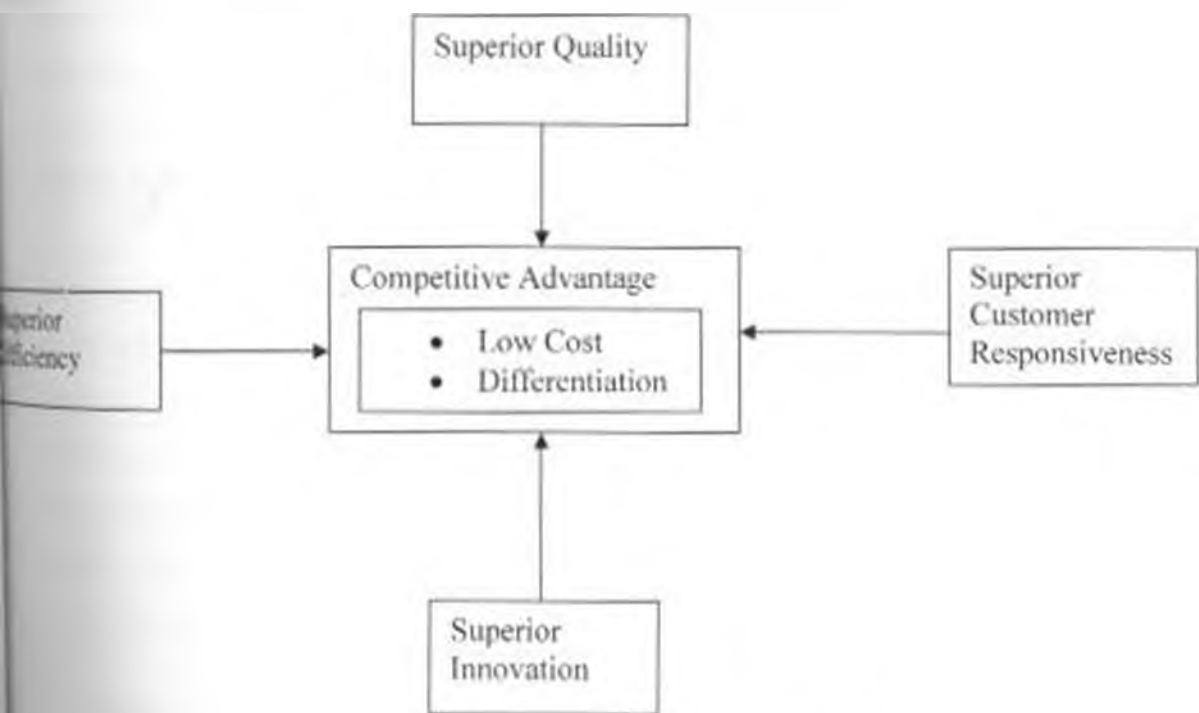 Superior Quality
Competitive Advantage
• Low Cost
• Differentiation
Superior
Customer
Responsiveness
Superior
Innovation